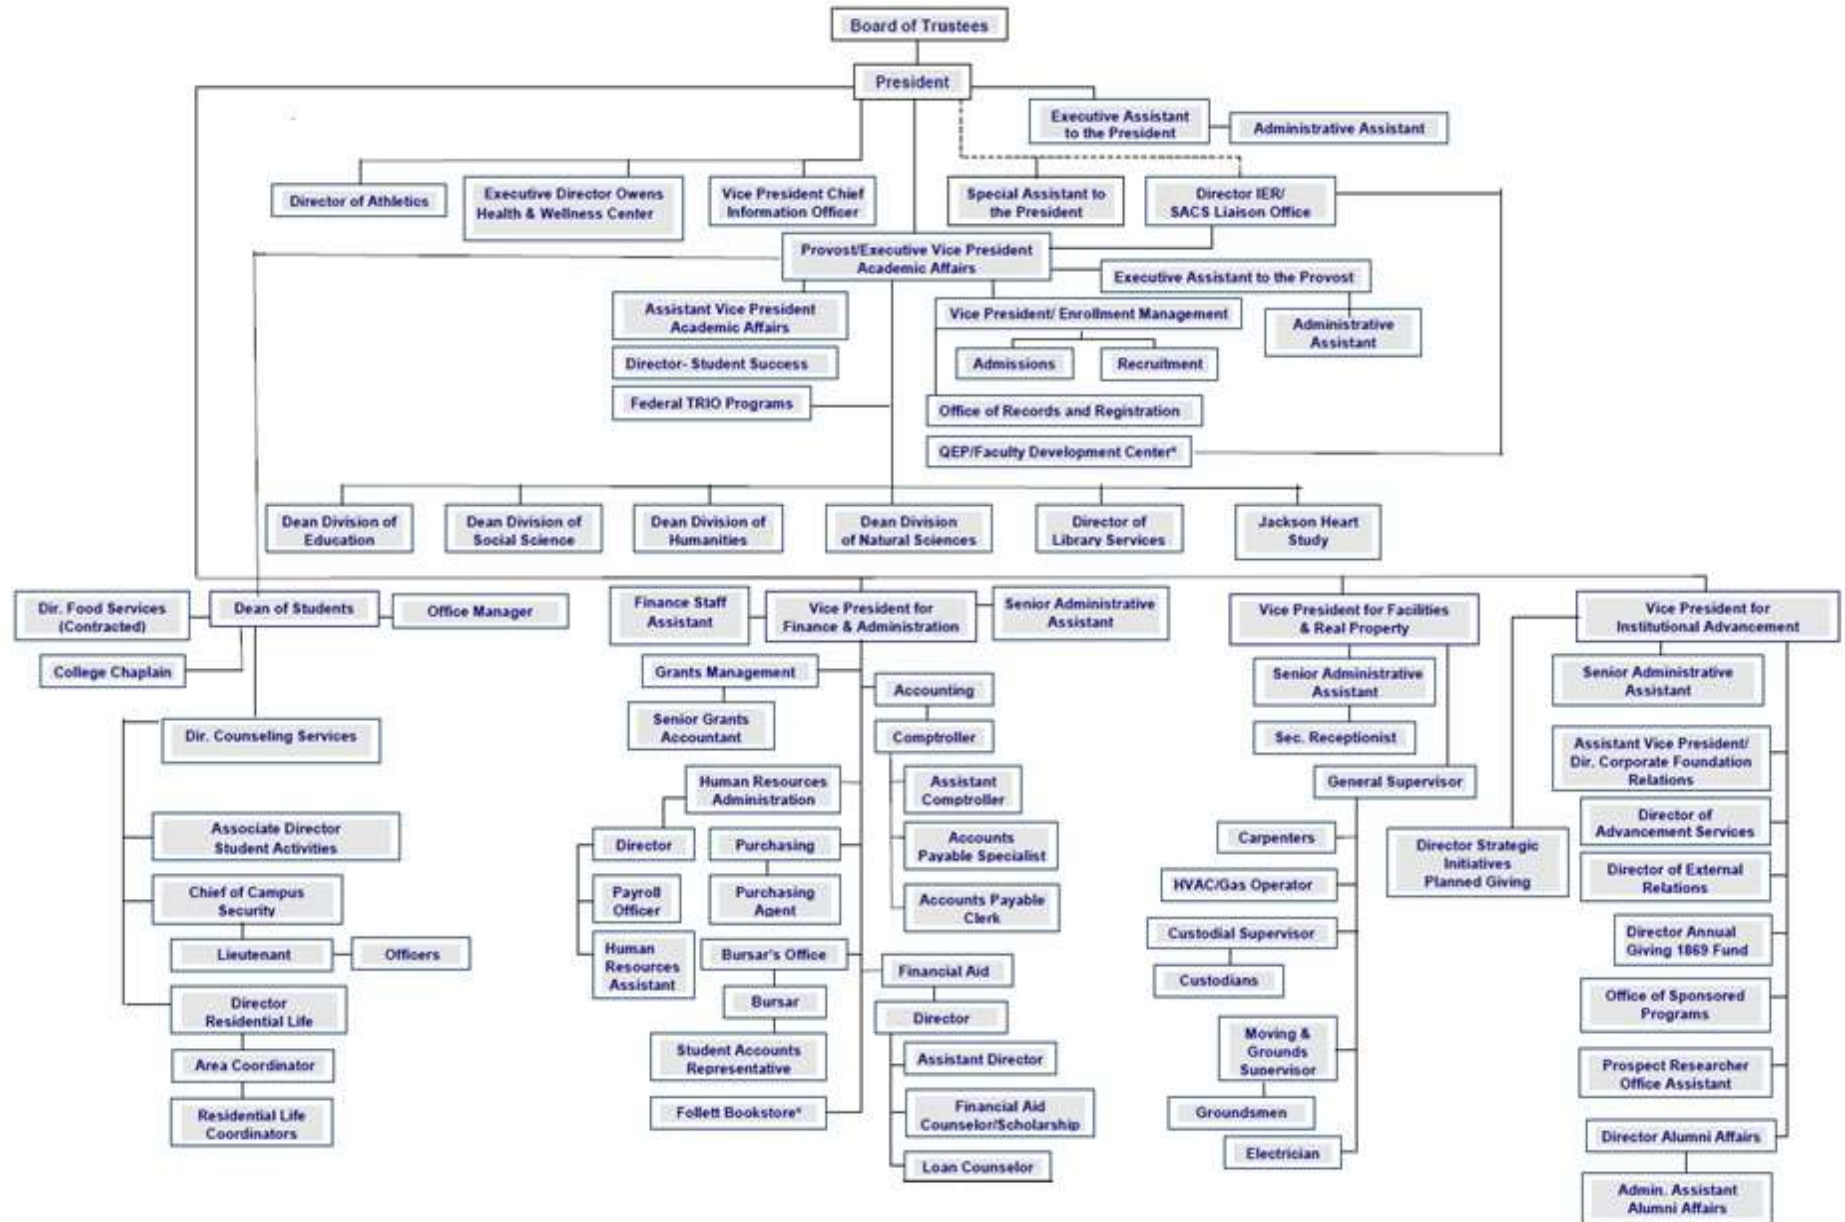 Board of Trustees
President
Executive Assistant
to the President
Administrative Assistant
Director of Athletics
Executive Director Owens
Health & Wellness Center
Vice President Chief
Information Officer
Special Assistant to
the President
Director IER/
SACS Liaison Office
Provost/Executive Vice President
Academic Affairs
Executive Assistant to the Provost
Administrative
Assistant
Assistant Vice President
Academic Affairs
Vice President/ Enrollment Management
Director- Student Success
Admissions
Recruitment
Federal TRIO Programs
Office of Records and Registration
QEP/Faculty Development Center*
Dean Division of
Education
Dean Division of
Social Science
Dean Division of
Humanities
Dean Division
of Natural Sciences
Director of
Library Services
Jackson Heart
Study
Dir. Food Services
(Contracted)
Dean of Students
Office Manager
College Chaplain
Dir. Counseling Services
Associate Director
Student Activities
Chief of Campus
Security
Lieutenant
Officers
Director
Residential Life
Area Coordinator
Residential Life
Coordinators
Finance Staff
Assistant
Vice President for
Finance & Administration
Senior Administrative
Assistant
Grants Management
Senior Grants
Accountant
Accounting
Comptroller
Assistant
Comptroller
Accounts
Payable Specialist
Accounts Payable
Clerk
Human Resources
Administration
Director
Payroll
Officer
Human
Resources
Assistant
Purchasing
Purchasing
Agent
Bursar's Office
Bursar
Student Accounts
Representative
Follett Bookstore*
Financial Aid
Director
Assistant Director
Financial Aid
Counselor/Scholarship
Loan Counselor
Vice President for Facilities
& Real Property
Senior Administrative
Assistant
Sec. Receptionist
General Supervisor
Carpenters
HVAC/Gas Operator
Custodial Supervisor
Custodians
Moving &
Grounds
Supervisor
Groundsmen
Electrician
Vice President for
Institutional Advancement
Senior Administrative
Assistant
Director Strategic
Initiatives
Planned Giving
Assistant Vice President/
Dir. Corporate Foundation
Relations
Director of
Advancement Services
Director of External
Relations
Director Annual
Giving 1869 Fund
Office of Sponsored
Programs
Prospect Researcher
Office Assistant
Director Alumni Affairs
Admin. Assistant
Alumni Affairs